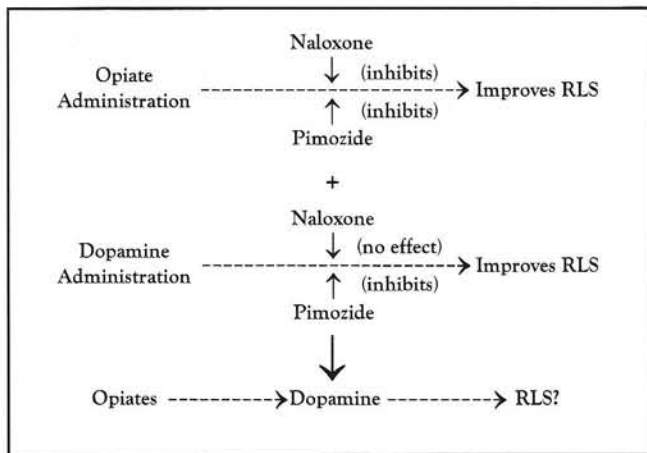 Naloxone
(inhibits)
Opiate
Administration
Improves RLS
(inhibits)
Pimozide
+
Naloxone
(no effect)
Dopamine
Administration
Improves RLS
(inhibits)
Pimozide
Opiates Dopamine RLS?